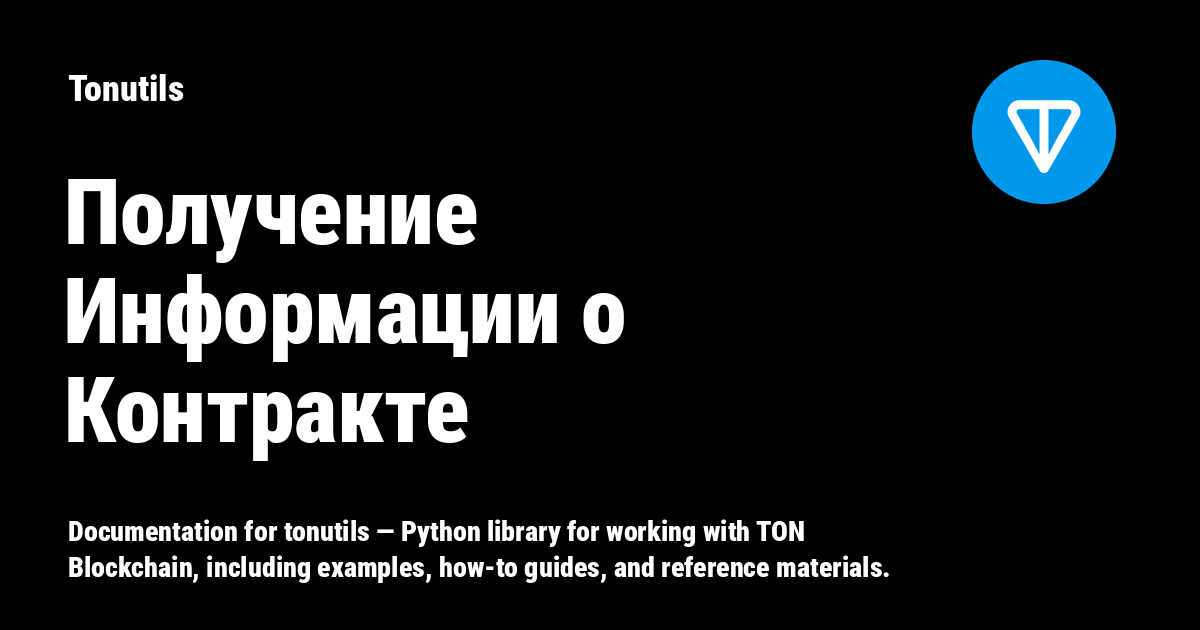 Tonutils
Получение
Информации о
Контракте
Documentation for tonutils — Python library for working with TON
Blockchain, including examples, how-to guides, and reference materials.